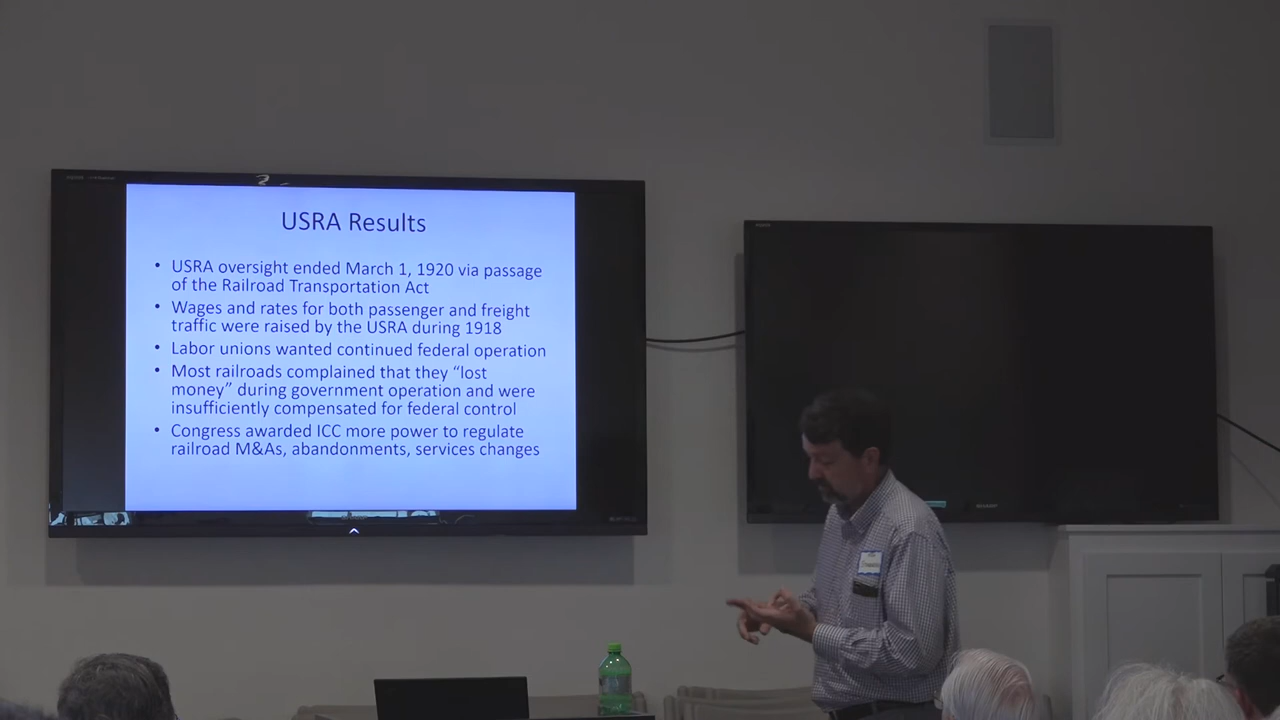 USRA Results
• USRA oversight ended March 1, 1920 via passage
of the Railroad Transportation Act
• Wages and rates for both passenger and freight
traffic were raised by the USRA during 1918
• Labor unions wanted continued federal operation
• Most railroads complained that they “lost
money” during government operation and were
insufficiently compensated for federal control
• Congress awarded ICC more power to regulate
railroad M&As, abandonments, services changes
SHARP